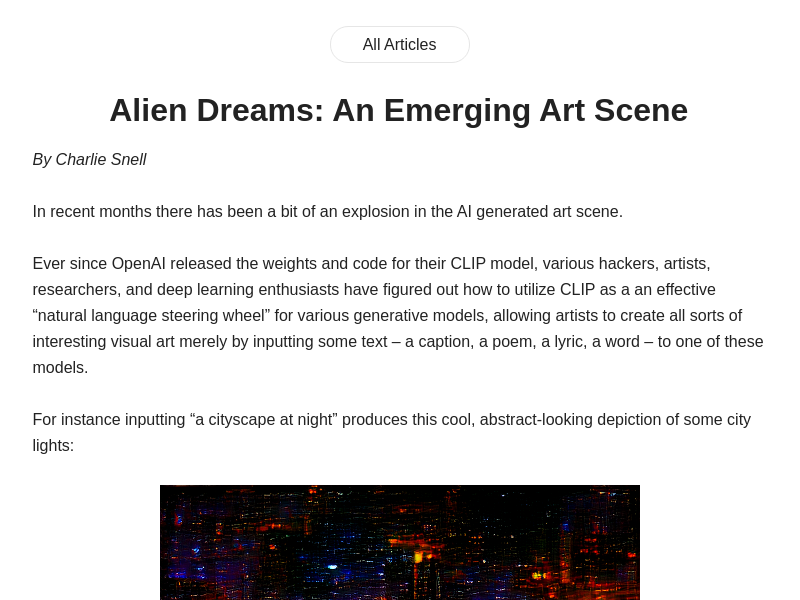 All Articles
Alien Dreams: An Emerging Art Scene
By Charlie Snell
In recent months there has been a bit of an explosion in the AI generated art scene.
Ever since OpenAI released the weights and code for their CLIP model, various hackers, artists,
researchers, and deep learning enthusiasts have figured out how to utilize CLIP as a an effective
“natural language steering wheel” for various generative models, allowing artists to create all sorts of
interesting visual art merely by inputting some text – a caption, a poem, a lyric, a word – to one of these
models.
For instance inputting “a cityscape at night” produces this cool, abstract-looking depiction of some city
lights: